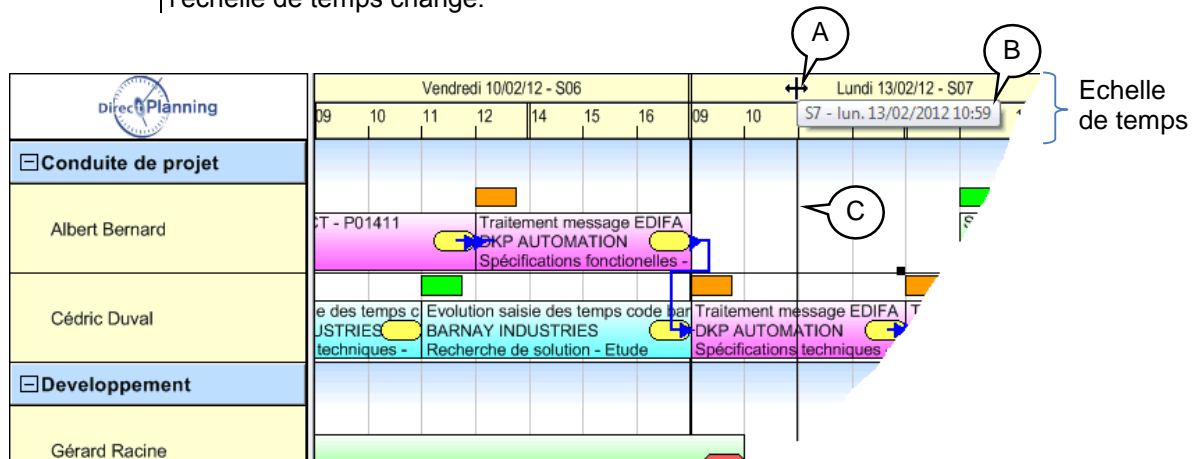 l'échelle de temps change.
A
B
Vendredi 10/02/12 - S06
Lundi 13/02/12 - S07
Echelle
de temps
DirectPlanning
09 10 11 12 14 15 16 09 10
S7 - lun. 13/02/2012 10:59
Conduite de projet
Albert Bernard
CT - P01411
Traitement message EDIFA
DKP AUTOMATION
Spécifications fonctionelles -
C
S
Cédric Duval
e des temps c
USTRIES
techniques -
Evolution saisie des temps code bar
BARNAY INDUSTRIES
Recherche de solution - Etude
Traitement message EDIFA
DKP AUTOMATION
Spécifications techniques -
T
Developpement
Gérard Racine